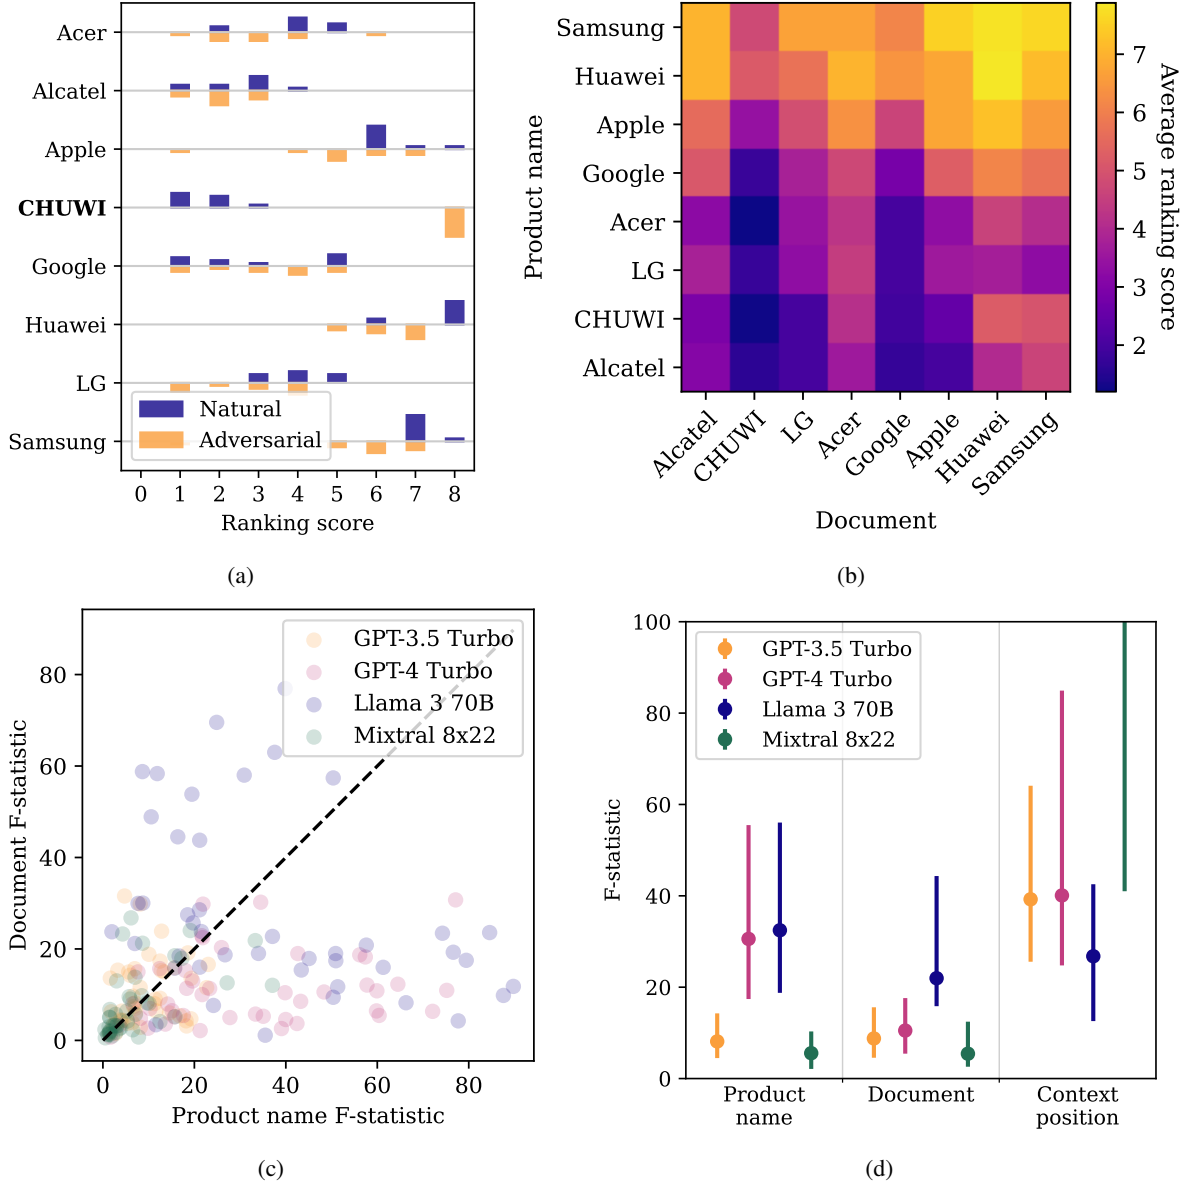 Acer
Alcatel
Apple
CHUWI
Google
Huawei
LG
Samsung
Natural
Adversarial
0 1 2 3 4 5 6 7 8
Ranking score
(a)
Product name
Samsung
Huawei
Apple
Google
Acer
LG
CHUWI
Alcatel
Alcatel CHUWI LG Acer Google Apple Huawei Samsung
Document
7
6
5
4
3
2
Average ranking score
(b)
Document F-statistic
80
60
40
20
0
GPT-3.5 Turbo
GPT-4 Turbo
Llama 3 70B
Mixtral 8x22
0 20 40 60 80
Product name F-statistic
(c)
F-statistic
100
80
60
40
20
0
GPT-3.5 Turbo
GPT-4 Turbo
Llama 3 70B
Mixtral 8x22
Product
name
Document
Context
position
(d)